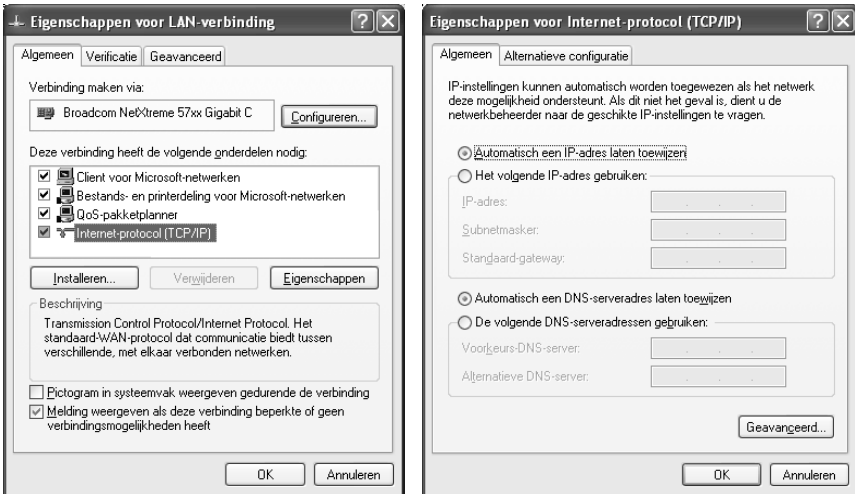 Eigenschappen voor LAN-verbinding
Algemeen Verificatie Geavanceerd
Verbinding maken via:
Broadcom NetXtreme 57xx Gigabit C
Configureren...
Deze verbinding heeft de volgende onderdelen nodig:
Client voor Microsoft-netwerken
Bestands- en printerdeling voor Microsoft-netwerken
QoS-pakketplanner
Internet-protocol (TCP/IP)
Installeren... Verwijderen Eigenschappen
Beschrijving
Transmission Control Protocol/Internet Protocol. Het
standaard-WAN-protocol dat communicatie biedt tussen
verschillende, met elkaar verbonden netwerken.
Pictogram in systeemvak weergeven gedurende de verbinding
Melding weergeven als deze verbinding beperkte of geen
verbindingsmogelijkheden heeft
OK Annuleren
Eigenschappen voor Internet-protocol (TCP/IP)
Algemeen Alternatieve configuratie
IP-instellingen kunnen automatisch worden toegewezen als het netwerk
deze mogelijkheid ondersteunt. Als dit niet het geval is, dient u de
netwerkbeheerder naar de geschikte IP-instellingen te vragen.
Automatisch een IP-adres laten toewijzen
Het volgende IP-adres gebruiken:
IP-adres:
Subnetmasker:
Standaard-gateway:
Automatisch een DNS-serveradres laten toewijzen
De volgende DNS-serveradressen gebruiken:
Voorkeurs-DNS-server:
Alternatieve DNS-server:
Geavanceerd...
OK Annuleren